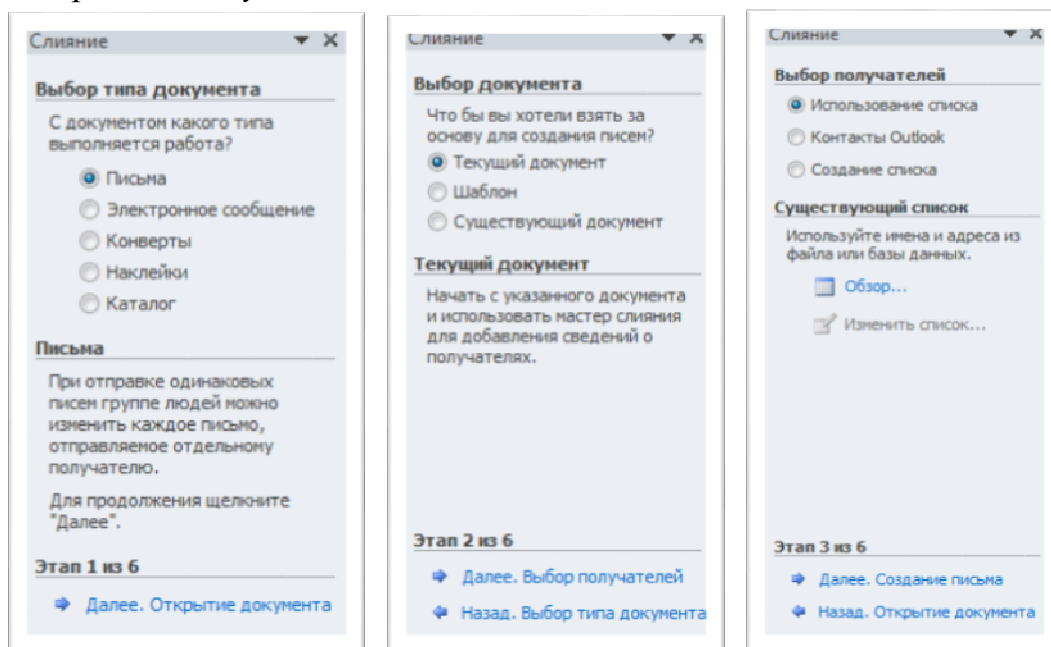 Слияние
Выбор типа документа
С документом какого типа
выполняется работа?
Письма
Электронное сообщение
Конверты
Наклейки
Каталог
Письма
При отправке одинаковых
писем группе людей можно
изменить каждое письмо,
отправляемое отдельному
получателю.
Для продолжения щелкните
"Далее".
Этап 1 из 6
Далее. Открытие документа
Слияние
Выбор документа
Что бы вы хотели взять за
основу для создания писем?
Текущий документ
Шаблон
Существующий документ
Текущий документ
Начать с указанного документа
и использовать мастер слияния
для добавления сведений о
получателях.
Этап 2 из 6
Далее. Выбор получателей
Назад. Выбор типа документа
Слияние
Выбор получателей
Использование списка
Контакты Outlook
Создание списка
Существующий список
Используйте имена и адреса из
файла или базы данных.
Обзор...
Изменить список...
Этап 3 из 6
Далее. Создание письма
Назад. Открытие документа